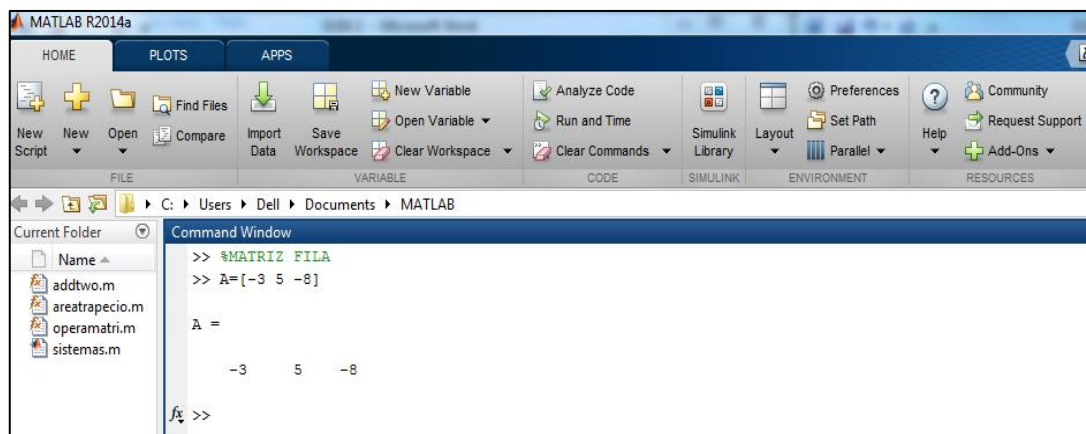 MATLAB R2014a
HOME PLOTS APPS
New Script
New
Open
Find Files
Compare
FILE
Import Data
Save Workspace
New Variable
Open Variable
Clear Workspace
VARIABLE
Analyze Code
Run and Time
Clear Commands
CODE
Simulink Library
SIMULINK
Layout
Preferences
Set Path
Parallel
ENVIRONMENT
Help
Community
Request Support
Add-Ons
RESOURCES
C: Users Dell Documents MATLAB
Current Folder
Name
addtwo.m
areatrapecio.m
operamatri.m
sistemas.m
Command Window
>> %MATRIZ FILA
>> A=[-3 5 -8]
A =
-3 5 -8
fx >>